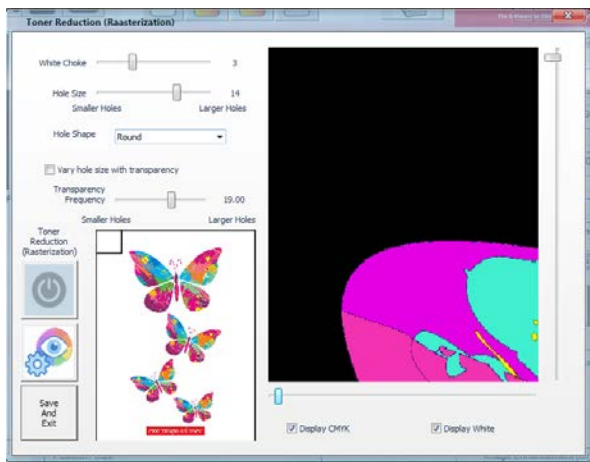 Toner Reduction (Raasterization)
White Choke 3
Hole Size 14
Smaller Holes Larger Holes
Hole Shape Round
Vary hole size with transparency
Transparency
Frequency 19.00
Smaller Holes Larger Holes
Toner
Reduction
(Rasterization)
Save
And
Exit
Display CMYK Display White